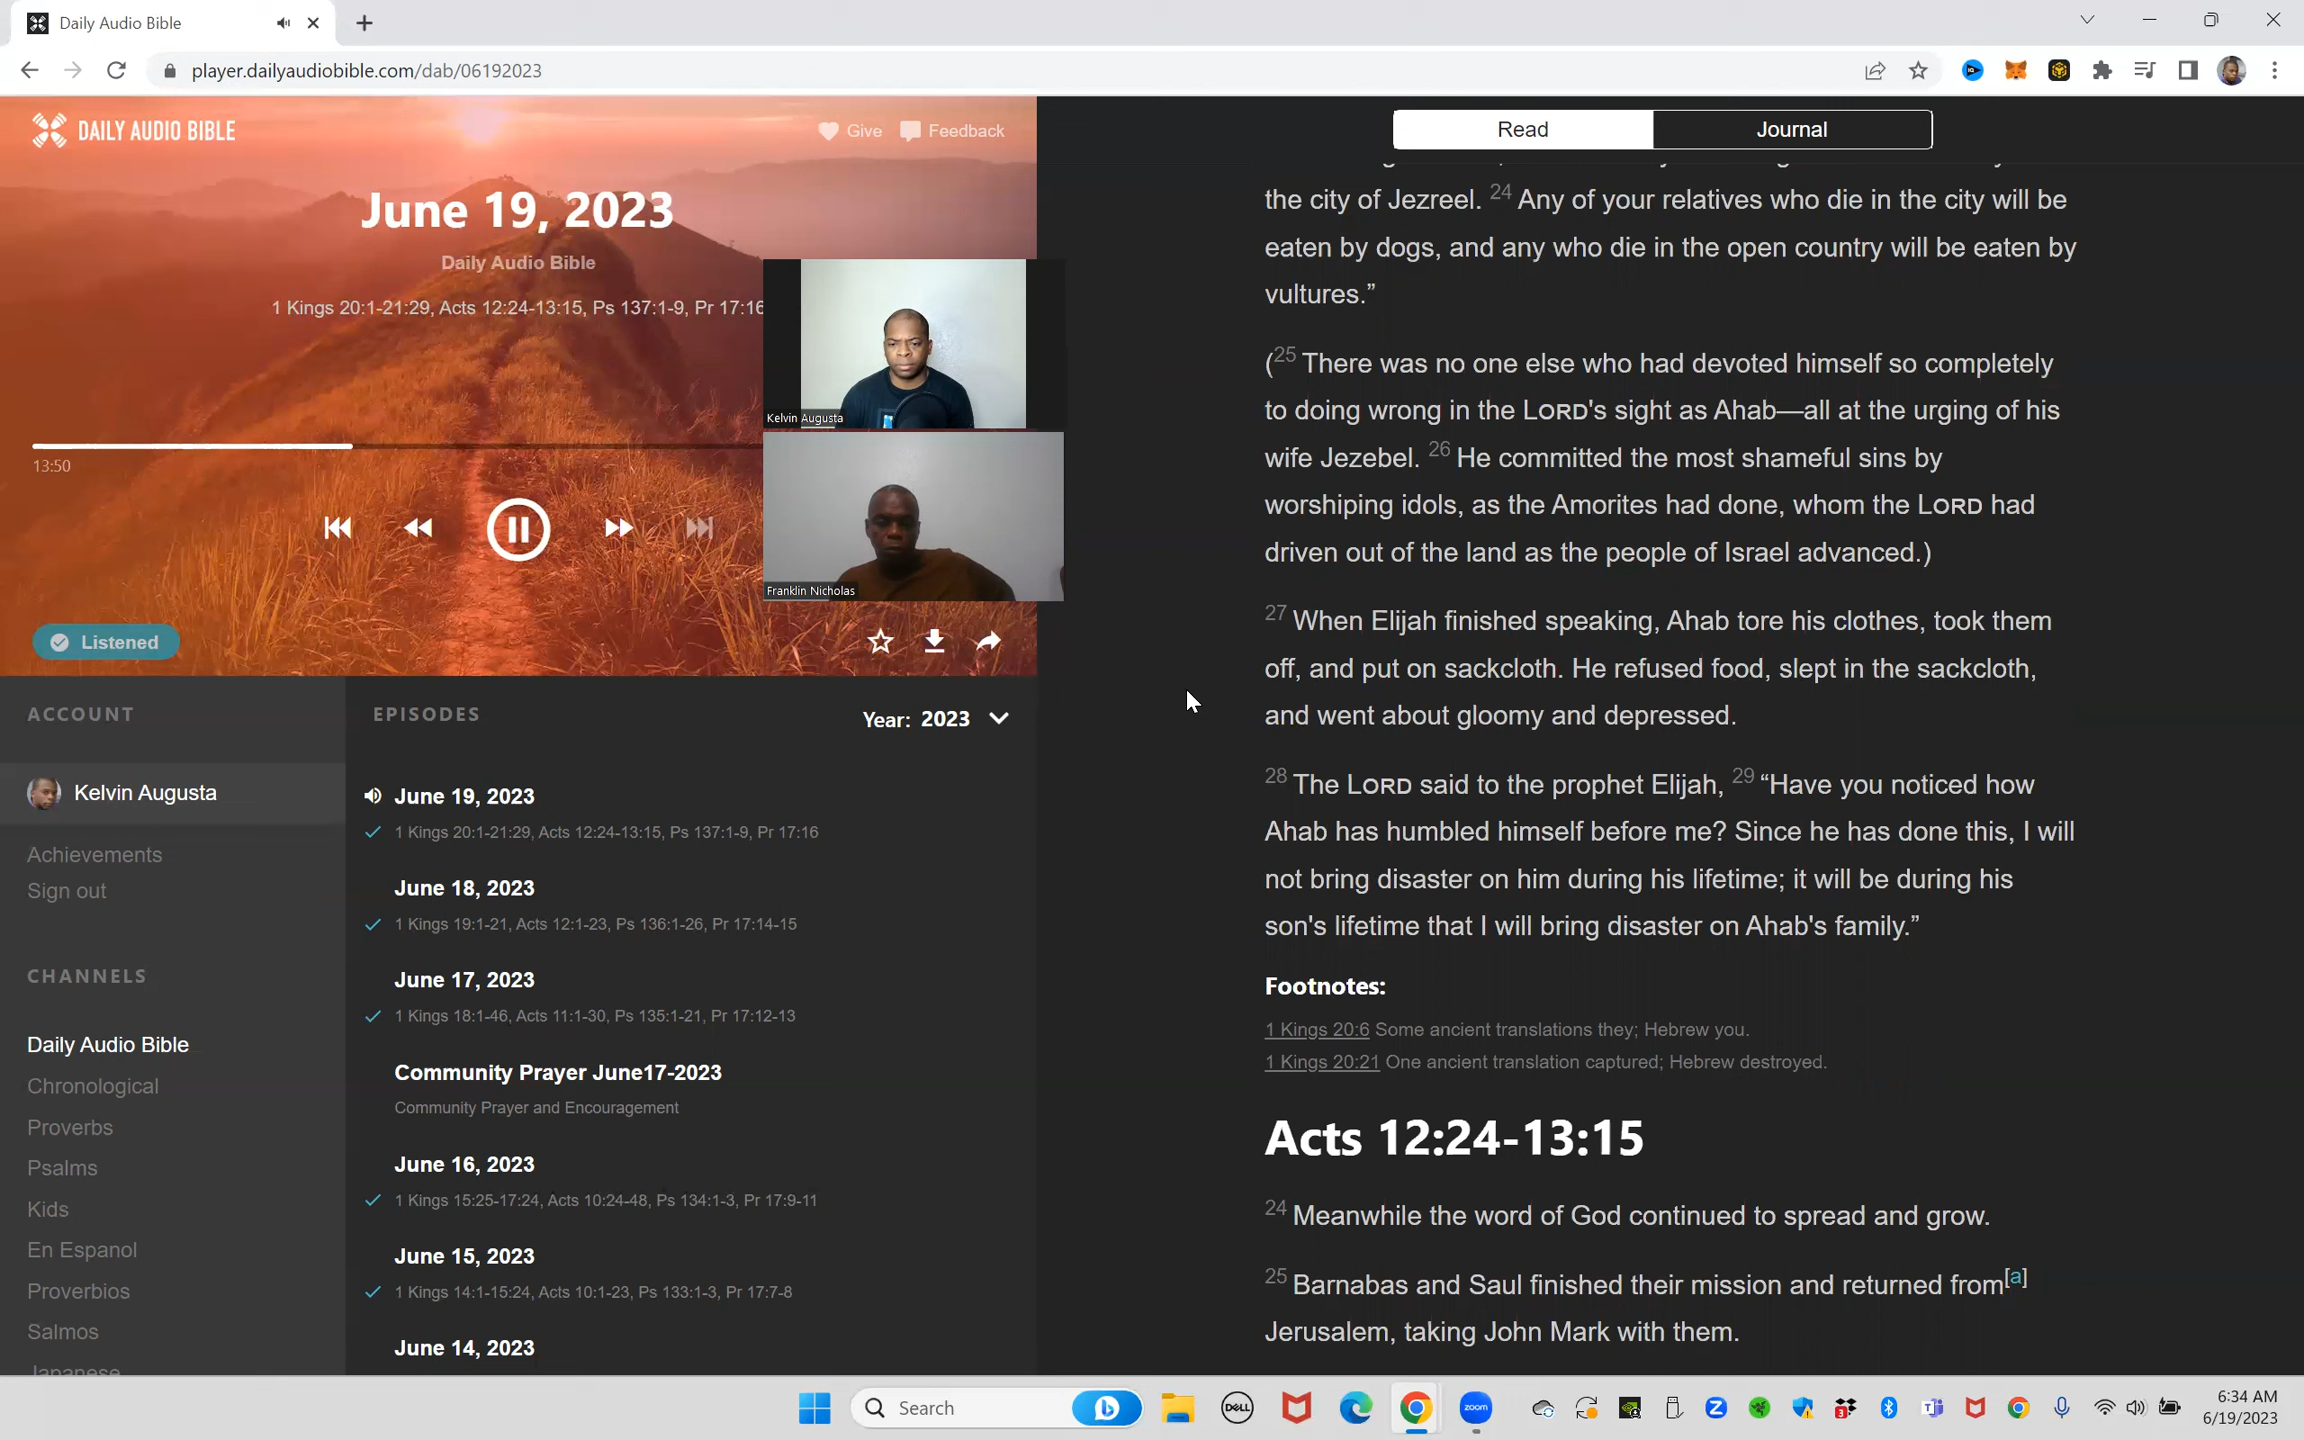 Daily Audio Bible
player.dailyaudiobible.com/dab/06192023
DAILY AUDIO BIBLE
Give
Feedback
June 19, 2023
Daily Audio Bible
1 Kings 20:1-21:29, Acts 12:24-13:15, Ps 137:1-9, Pr 17:16
13:50
Kelvin Augusta
Franklin Nicholas
Listened
ACCOUNT
Kelvin Augusta
Achievements
Sign out
CHANNELS
Daily Audio Bible
Chronological
Proverbs
Psalms
Kids
En Espanol
Proverbios
Salmos
Japanese
EPISODES
Year: 2023
June 19, 2023
1 Kings 20:1-21:29, Acts 12:24-13:15, Ps 137:1-9, Pr 17:16
June 18, 2023
1 Kings 19:1-21, Acts 12:1-23, Ps 136:1-26, Pr 17:14-15
June 17, 2023
1 Kings 18:1-46, Acts 11:1-30, Ps 135:1-21, Pr 17:12-13
Community Prayer June17-2023
Community Prayer and Encouragement
June 16, 2023
1 Kings 15:25-17:24, Acts 10:24-48, Ps 134:1-3, Pr 17:9-11
June 15, 2023
1 Kings 14:1-15:24, Acts 10:1-23, Ps 133:1-3, Pr 17:7-8
June 14, 2023
Read
Journal
the city of Jezreel. 24 Any of your relatives who die in the city will be
eaten by dogs, and any who die in the open country will be eaten by
vultures.”
(25 There was no one else who had devoted himself so completely
to doing wrong in the LORD's sight as Ahab—all at the urging of his
wife Jezebel. 26 He committed the most shameful sins by
worshiping idols, as the Amorites had done, whom the LORD had
driven out of the land as the people of Israel advanced.)
27 When Elijah finished speaking, Ahab tore his clothes, took them
off, and put on sackcloth. He refused food, slept in the sackcloth,
and went about gloomy and depressed.
28 The LORD said to the prophet Elijah, 29 “Have you noticed how
Ahab has humbled himself before me? Since he has done this, I will
not bring disaster on him during his lifetime; it will be during his
son's lifetime that I will bring disaster on Ahab's family.”
Footnotes:
1 Kings 20:6 Some ancient translations they; Hebrew you.
1 Kings 20:21 One ancient translation captured; Hebrew destroyed.
Acts 12:24-13:15
24 Meanwhile the word of God continued to spread and grow.
25 Barnabas and Saul finished their mission and returned from[a]
Jerusalem, taking John Mark with them.
Search
DELL
zoom
3
6:34 AM
6/19/2023